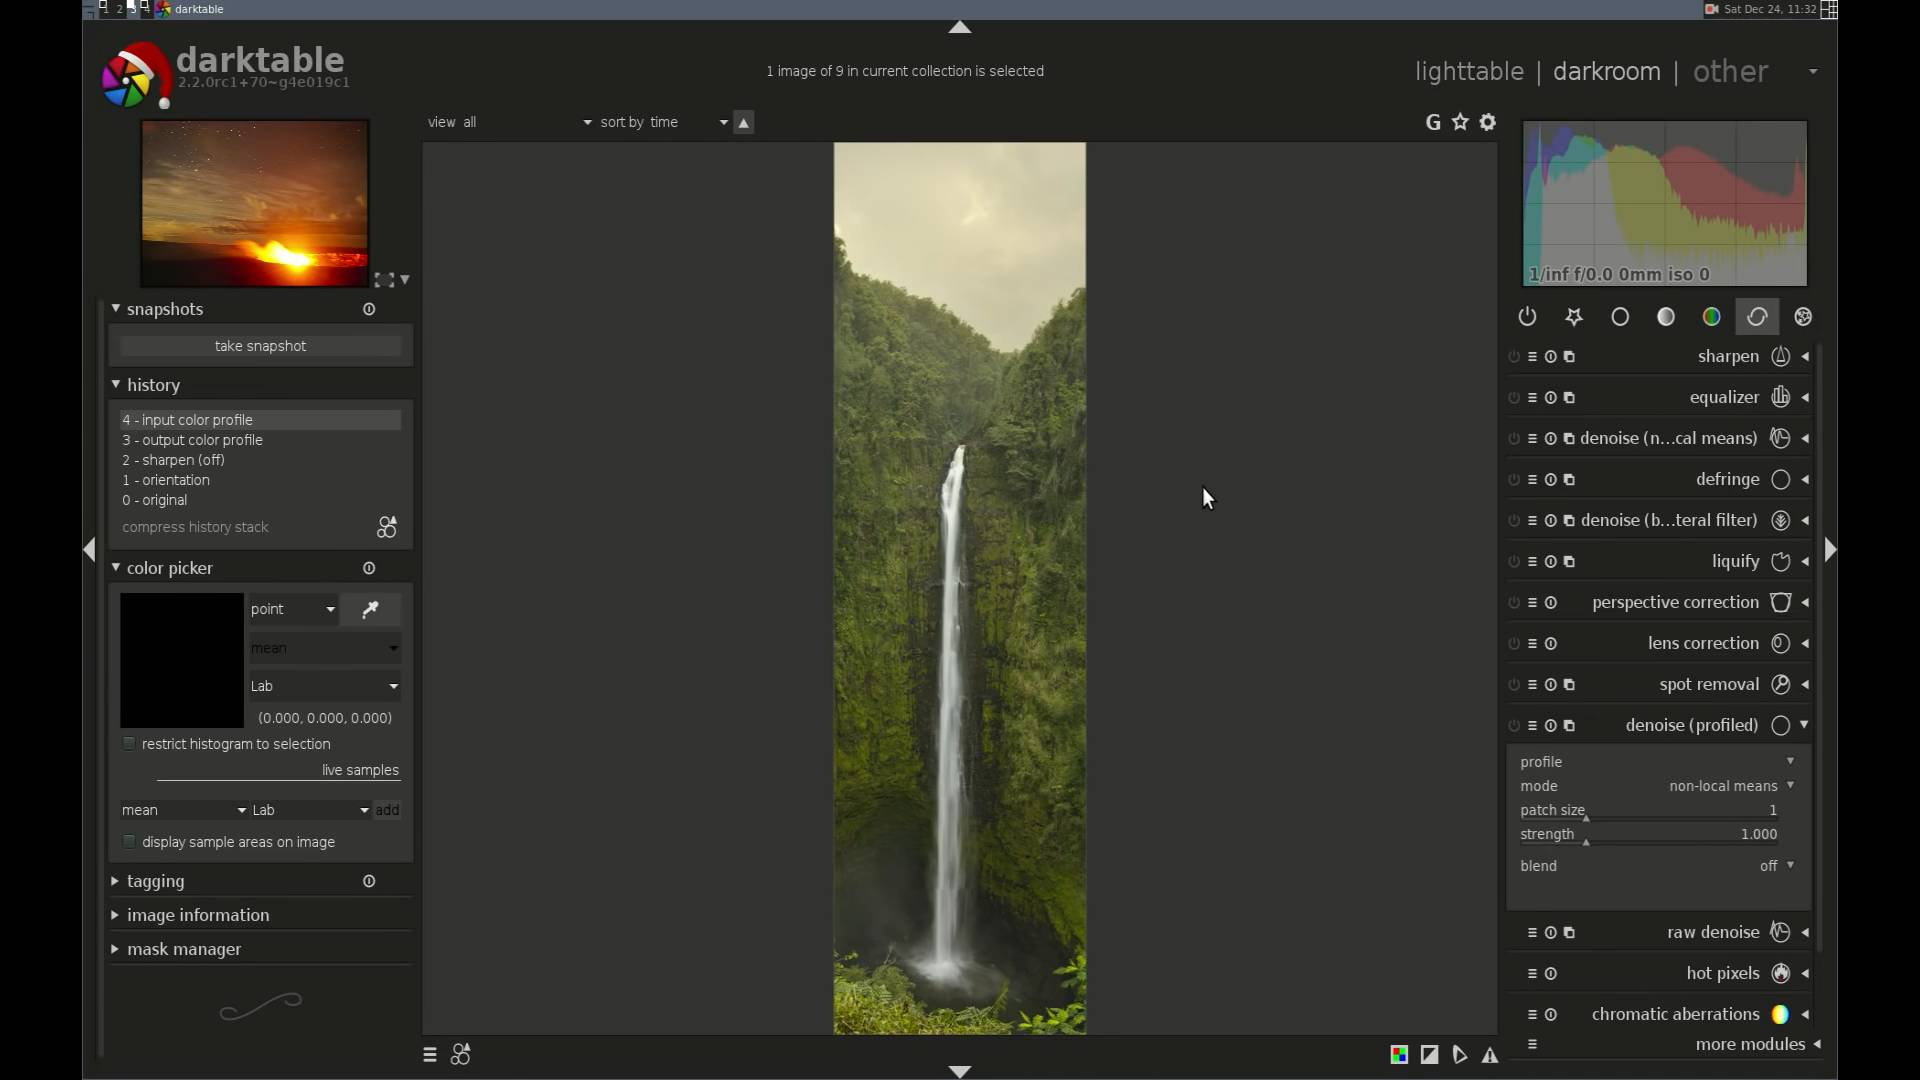 1 2 3 4 darktable
Sat Dec 24, 11:32
darktable
2.2.0rc1+70~g4e019c1
1 image of 9 in current collection is selected
lighttable | darkroom | other
view all
sort by time
G
1/inf f/0.0 0mm iso 0
snapshots
take snapshot
history
4 - input color profile
3 - output color profile
2 - sharpen (off)
1 - orientation
0 - original
compress history stack
color picker
point
mean
Lab
(0.000, 0.000, 0.000)
restrict histogram to selection
live samples
mean Lab add
display sample areas on image
tagging
image information
mask manager
sharpen
equalizer
denoise (n...cal means)
defringe
denoise (b...teral filter)
liquify
perspective correction
lens correction
spot removal
denoise (profiled)
profile
mode non-local means
patch size 1
strength 1.000
blend off
raw denoise
hot pixels
chromatic aberrations
more modules